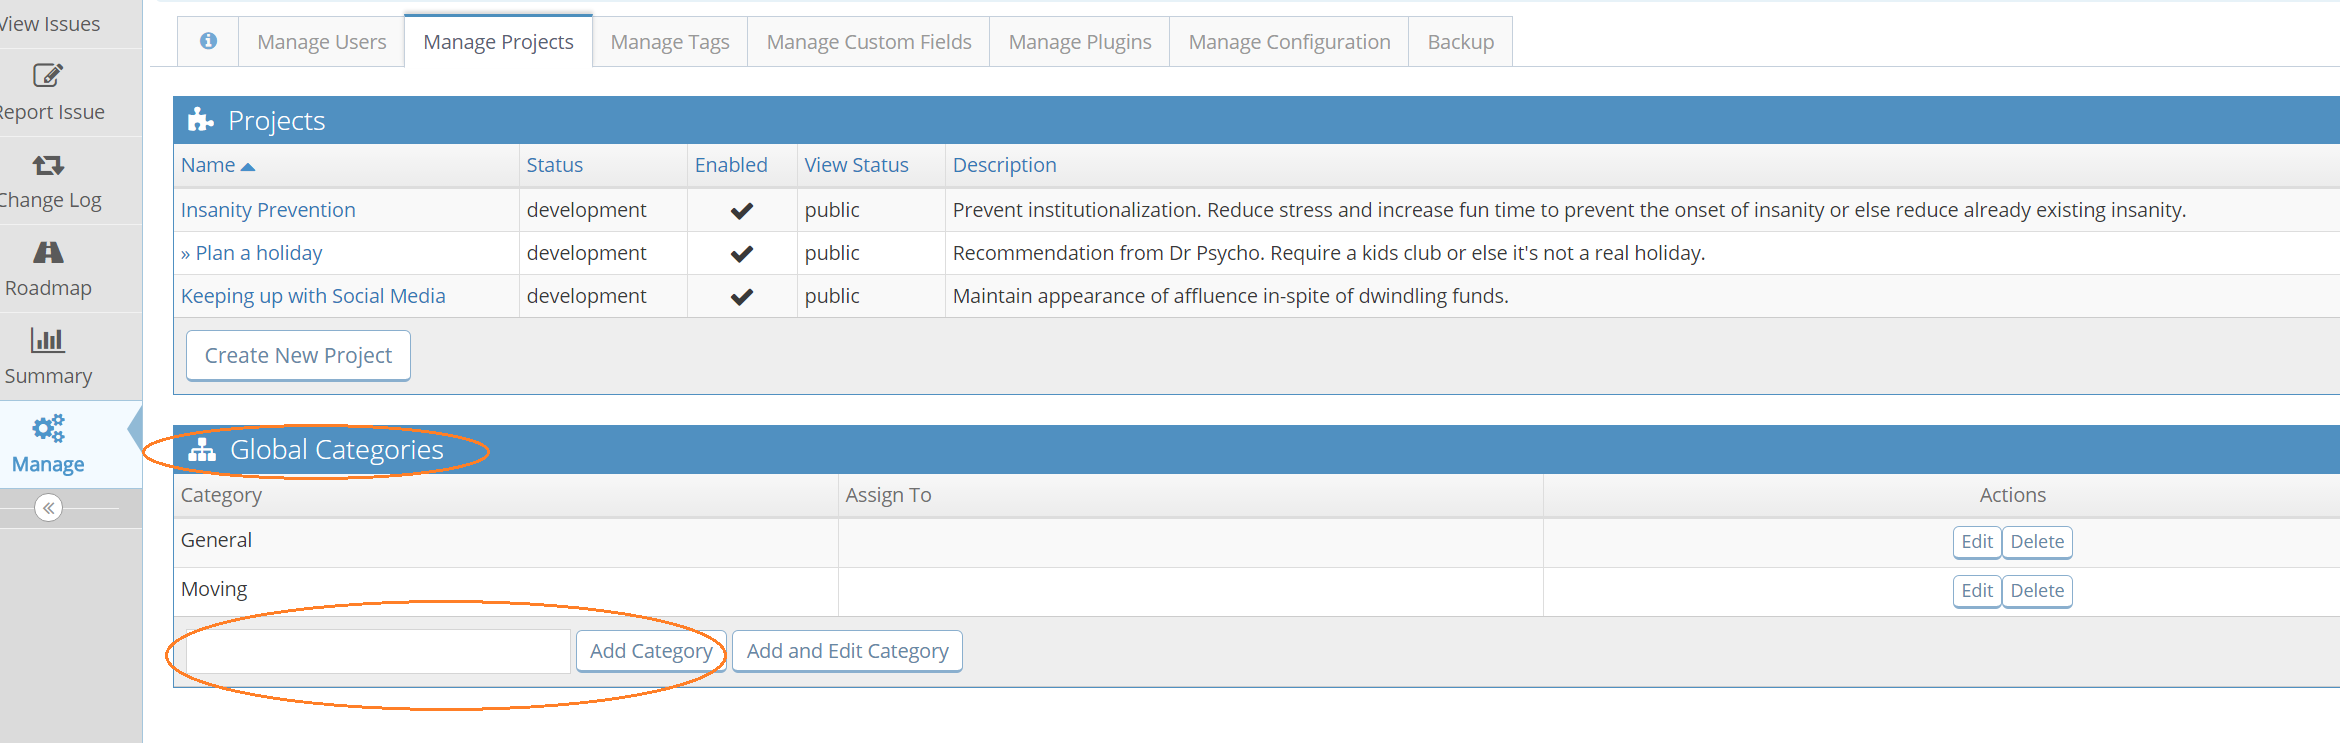 View Issues
Report Issue
Change Log
Roadmap
Summary
Manage
Manage Users Manage Projects Manage Tags Manage Custom Fields Manage Plugins Manage Configuration Backup
Projects
Name Status Enabled View Status Description
Insanity Prevention development public Prevent institutionalization. Reduce stress and increase fun time to prevent the onset of insanity or else reduce already existing insanity.
» Plan a holiday development public Recommendation from Dr Psycho. Require a kids club or else it's not a real holiday.
Keeping up with Social Media development public Maintain appearance of affluence in-spite of dwindling funds.
Create New Project
Global Categories
Category Assign To Actions
General Edit Delete
Moving Edit Delete
Add Category Add and Edit Category